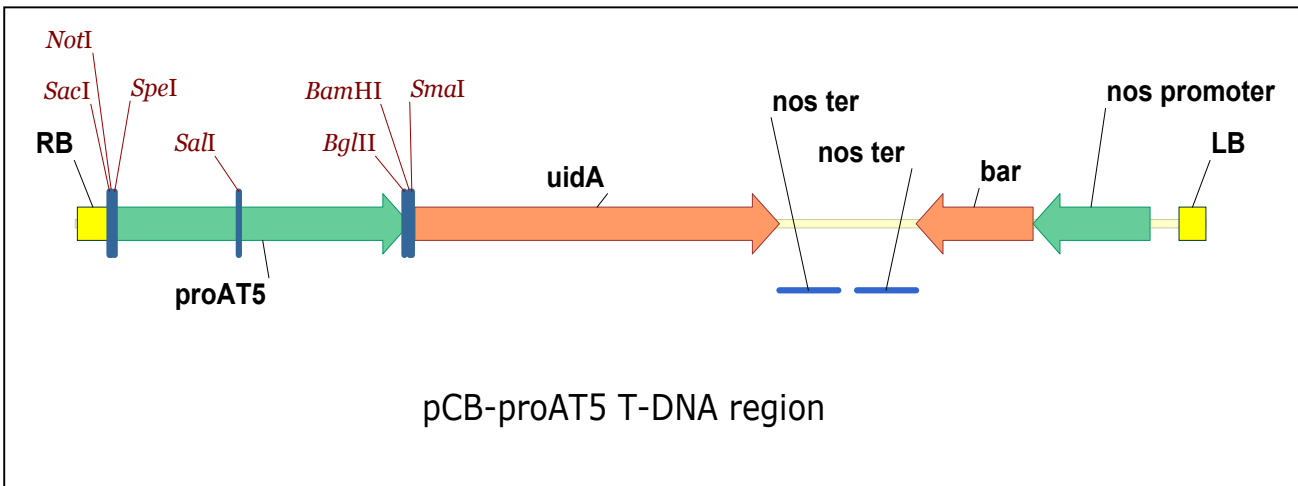 NotI
SacI
SpeI
BamHI
SmaI
nos ter
nos promoter
RB
SalI
BglII
nos ter
LB
uidA
bar
proAT5
pCB-proAT5 T-DNA region